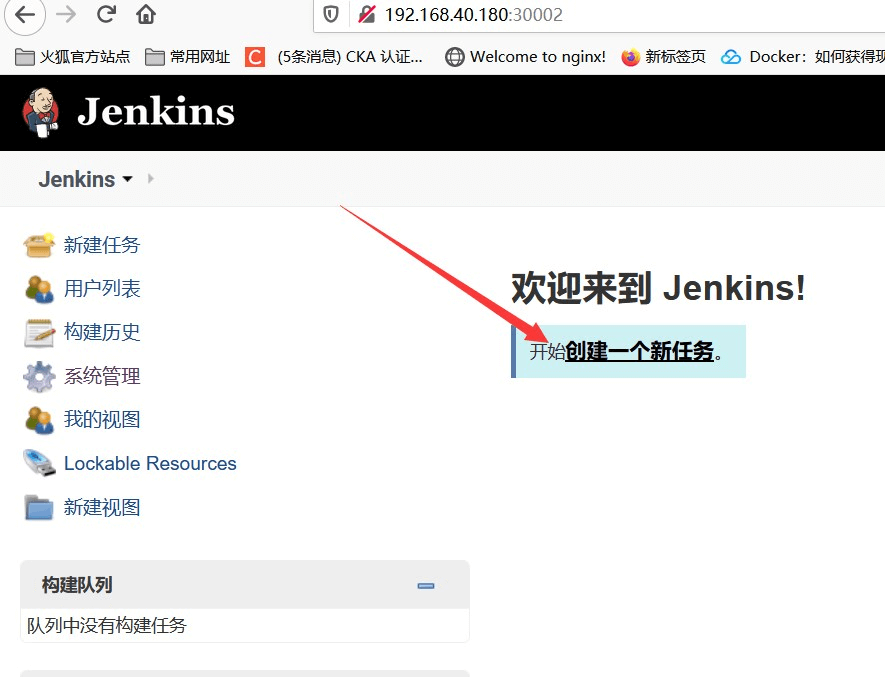 192.168.40.180:30002
火狐官方站点 常用网址 C (5条消息) CKA 认证... Welcome to nginx! 新标签页 Docker：如何获得现
Jenkins
Jenkins
新建任务
用户列表
构建历史
系统管理
我的视图
Lockable Resources
新建视图
欢迎来到 Jenkins!
开始创建一个新任务。
构建队列
队列中没有构建任务